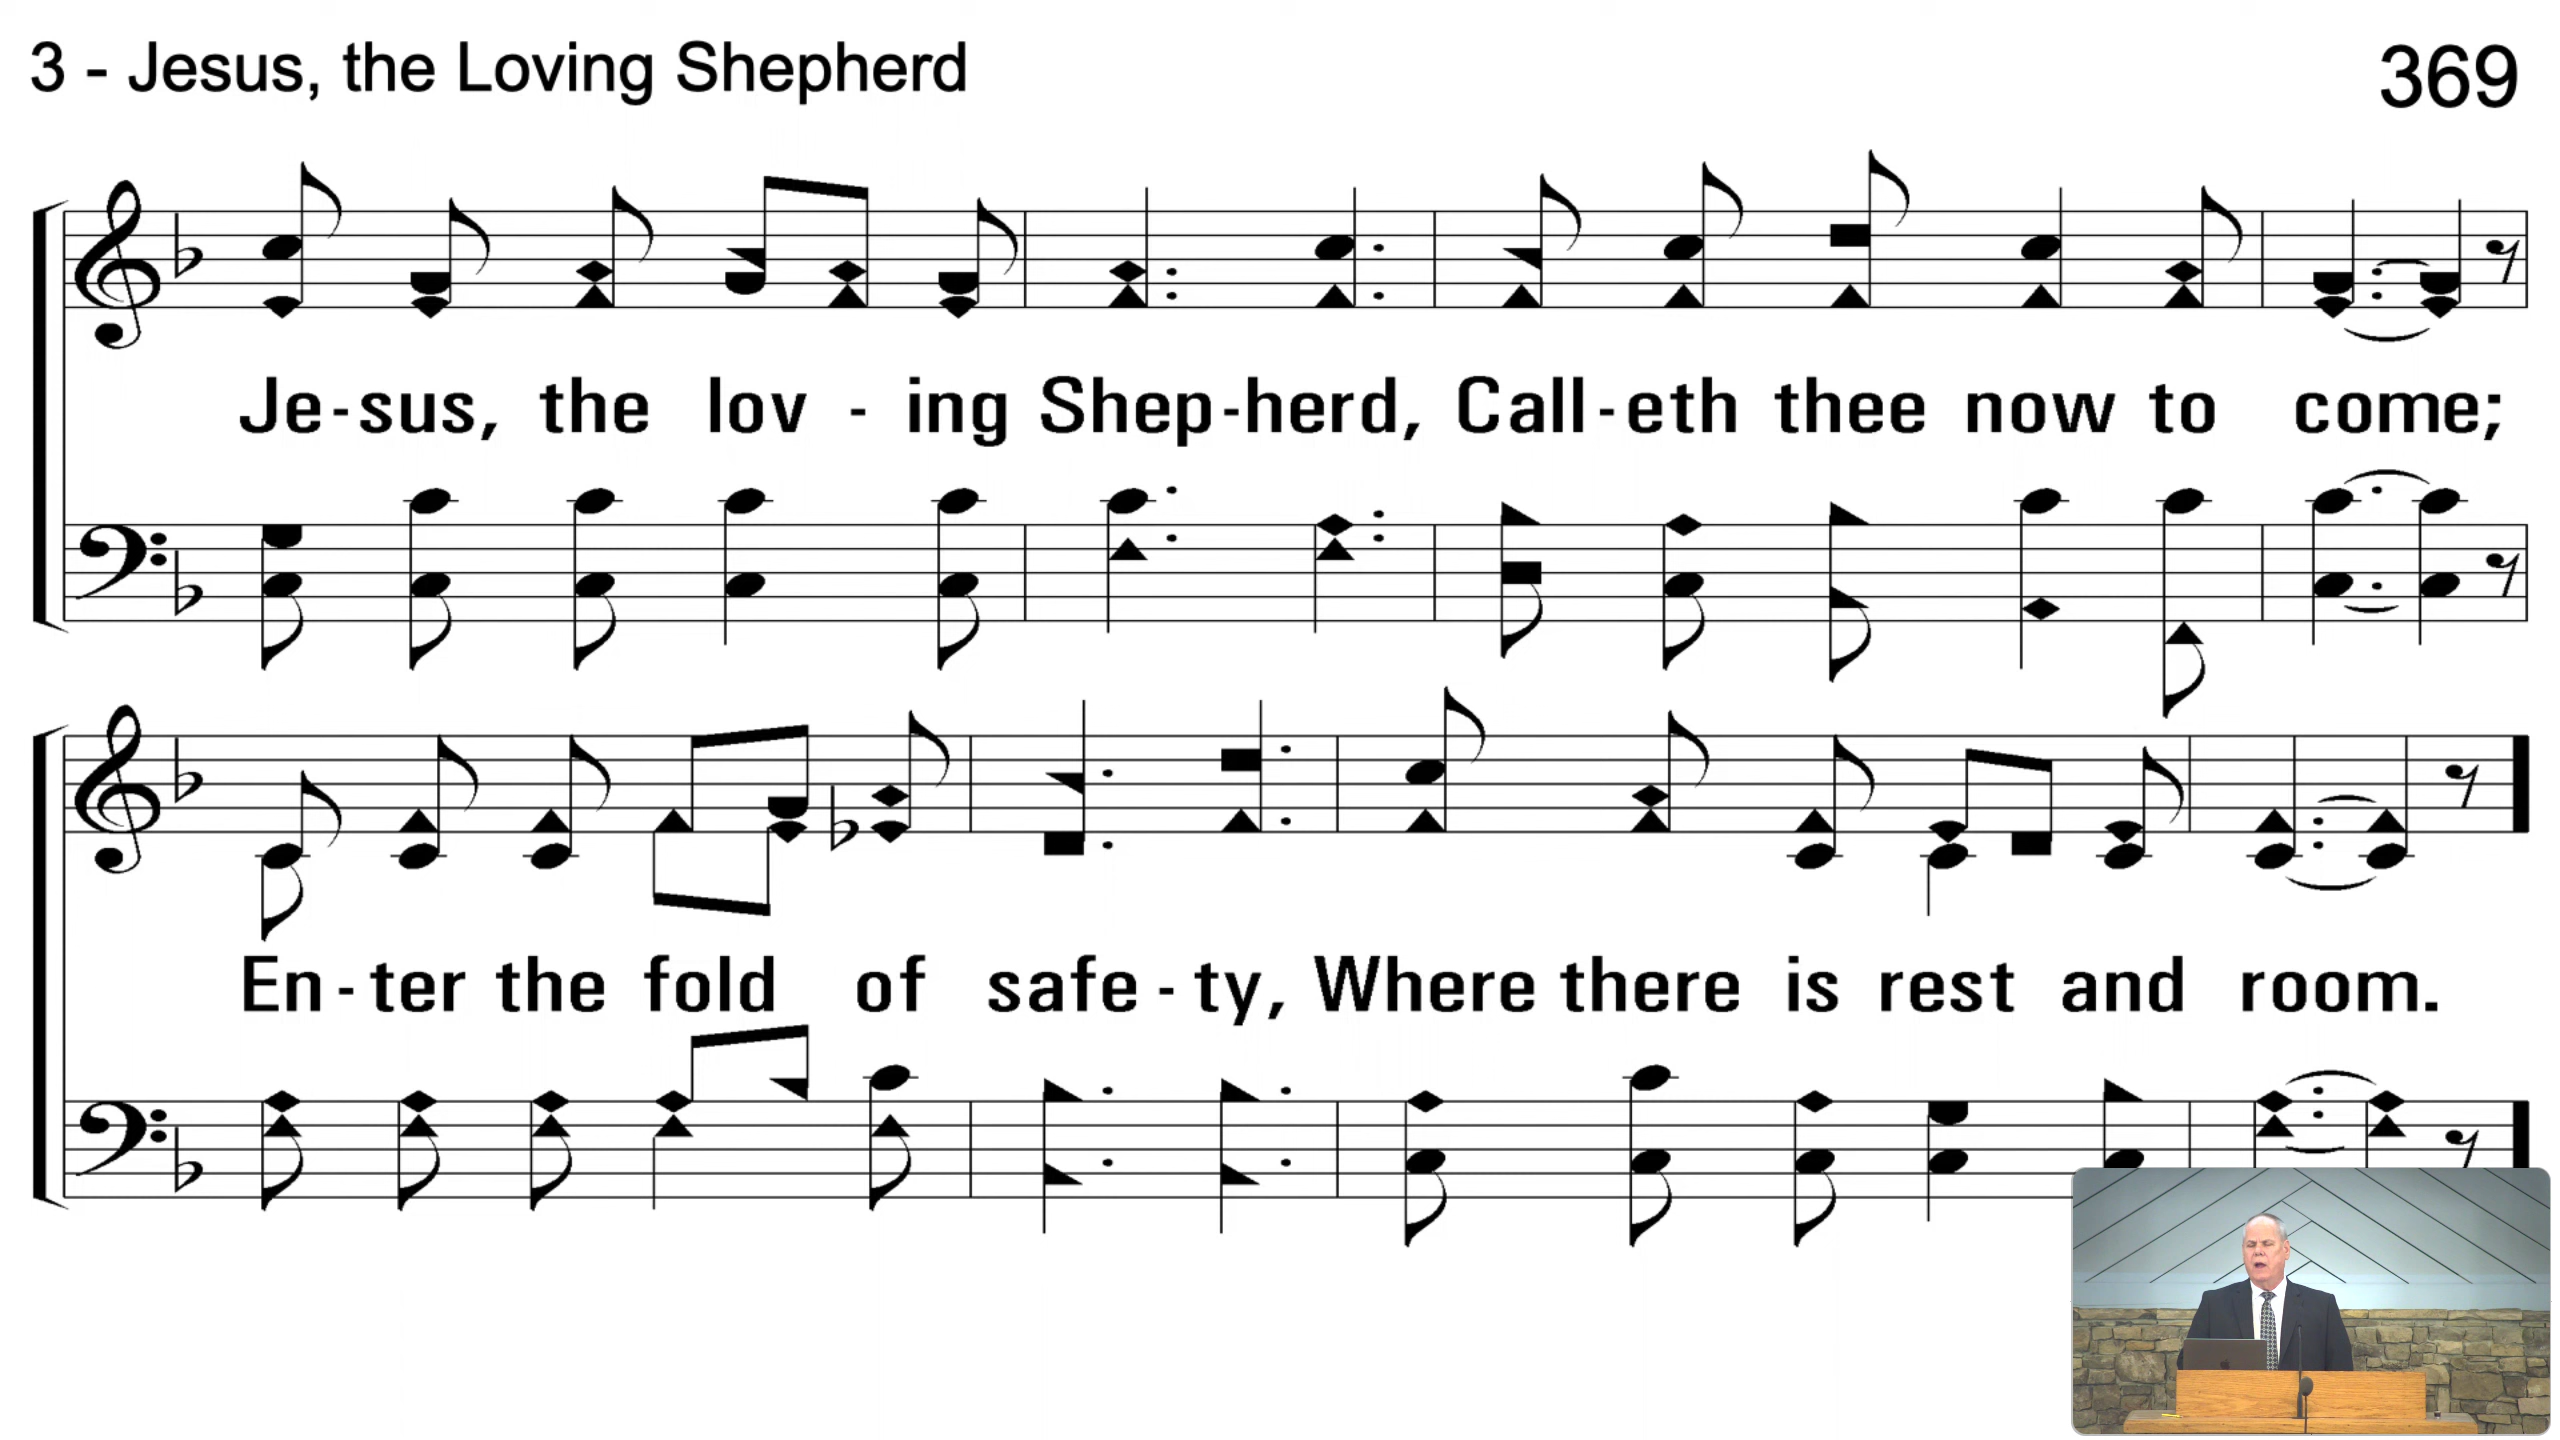 3 - Jesus, the Loving Shepherd
369
Je-sus, the lov - ing Shep-herd, Call-eth thee now to come;
En-ter the fold of safe-ty, Where there is rest and room.